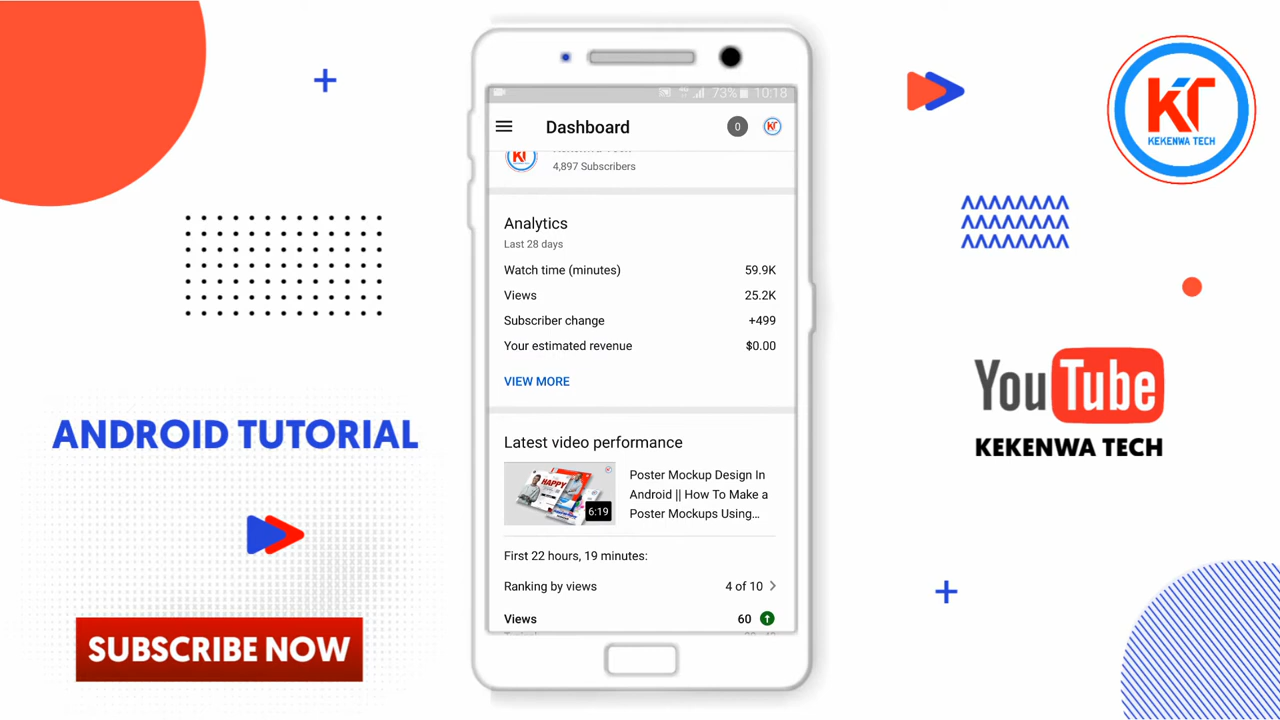 73% 10:18
Dashboard
0
4,897 Subscribers
Analytics
Last 28 days
Watch time (minutes) 59.9K
Views 25.2K
Subscriber change +499
Your estimated revenue $0.00
VIEW MORE
Latest video performance
HAPPY
6:19
Poster Mockup Design In
Android || How To Make a
Poster Mockups Using...
First 22 hours, 19 minutes:
Ranking by views 4 of 10
Views 60
ANDROID TUTORIAL
SUBSCRIBE NOW
KT
KEKENWA TECH
YouTube
KEKENWA TECH